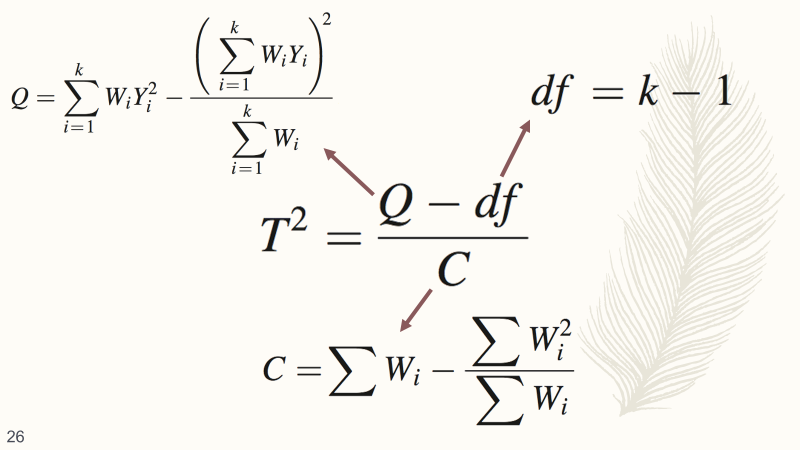 Q = \sum_{i=1}^{k} W_i Y_i^2 - \frac{\left( \sum_{i=1}^{k} W_i Y_i \right)^2}{\sum_{i=1}^{k} W_i}
df = k - 1
T^2 = \frac{Q - df}{C}
C = \sum W_i - \frac{\sum W_i^2}{\sum W_i}
26